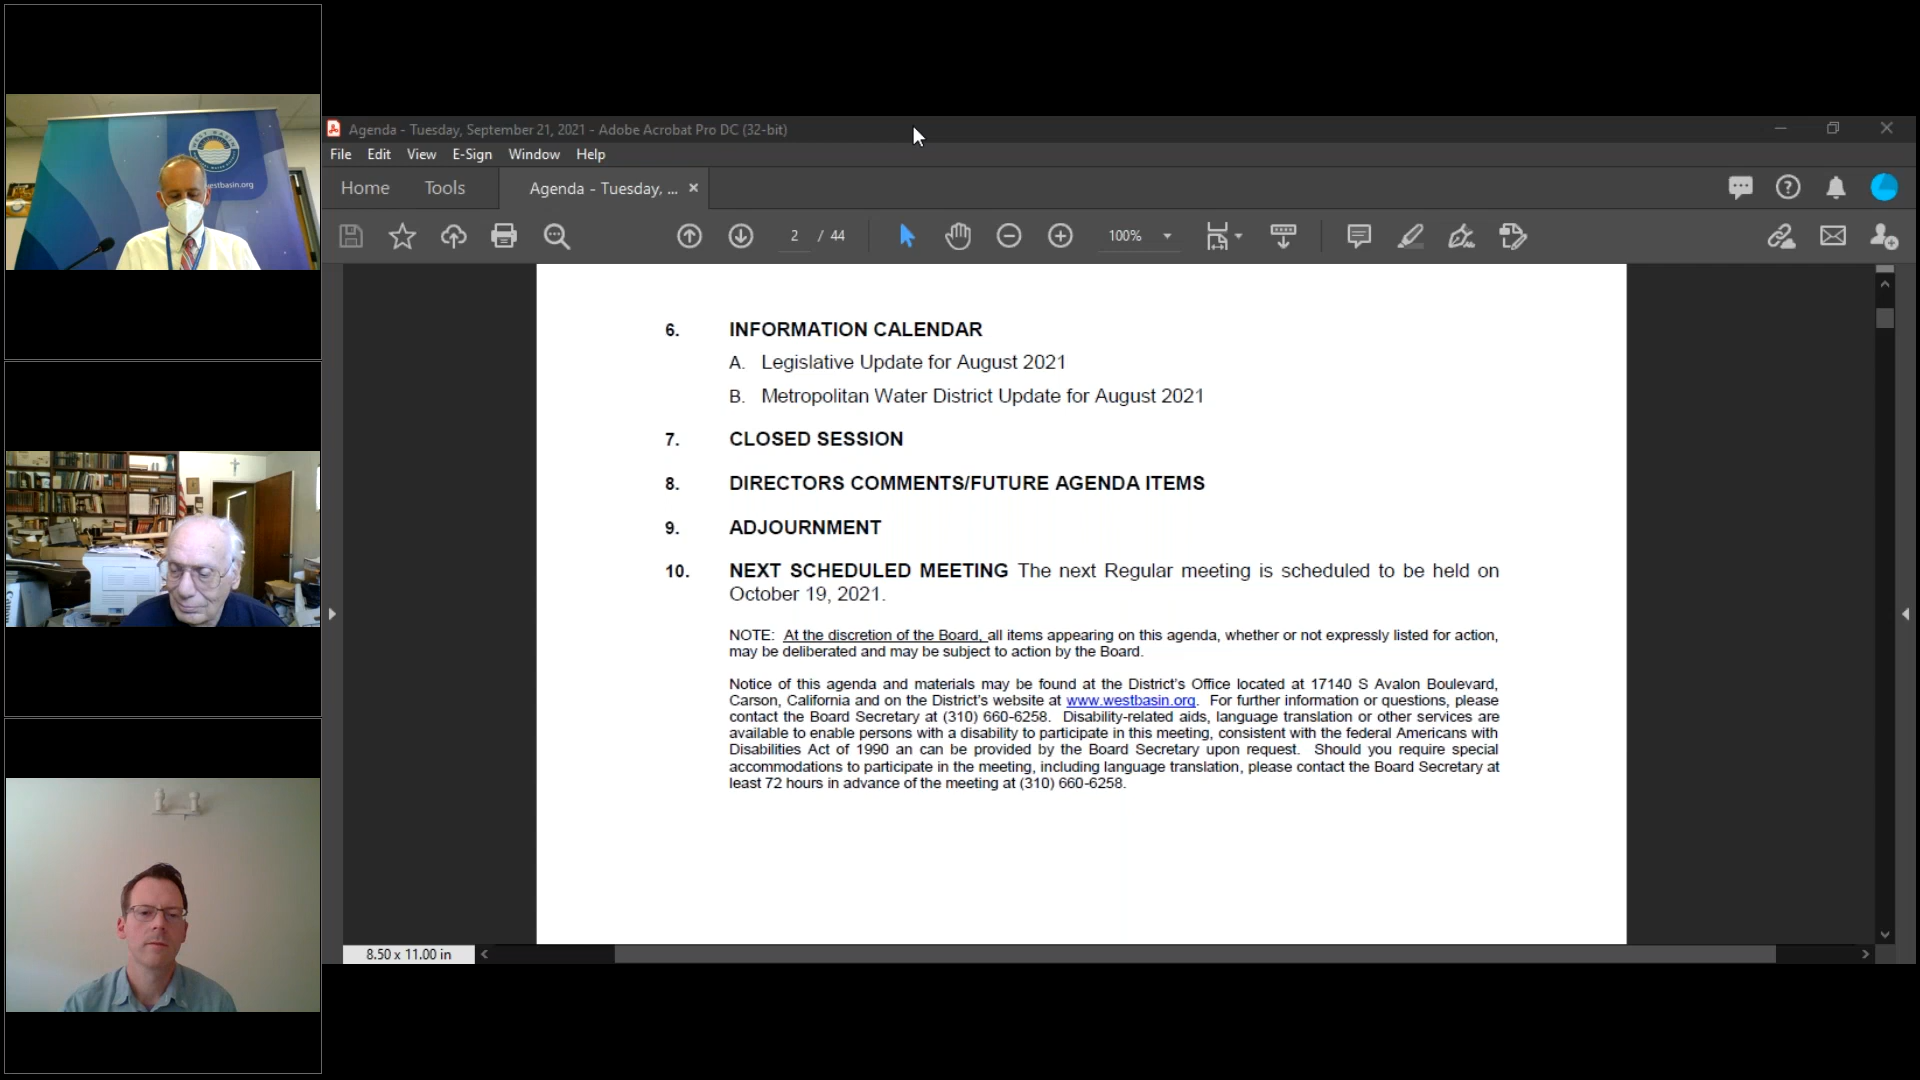 WEST BASIN
westbasin.org
Canon
Agenda - Tuesday, September 21, 2021 - Adobe Acrobat Pro DC (32-bit)
File Edit View E-Sign Window Help
Home Tools Agenda - Tuesday, ... ×
2 / 44 100%
6. INFORMATION CALENDAR
A. Legislative Update for August 2021
B. Metropolitan Water District Update for August 2021
7. CLOSED SESSION
8. DIRECTORS COMMENTS/FUTURE AGENDA ITEMS
9. ADJOURNMENT
10. NEXT SCHEDULED MEETING The next Regular meeting is scheduled to be held on
October 19, 2021.
NOTE: At the discretion of the Board, all items appearing on this agenda, whether or not expressly listed for action,
may be deliberated and may be subject to action by the Board.
Notice of this agenda and materials may be found at the District's Office located at 17140 S Avalon Boulevard,
Carson, California and on the District's website at www.westbasin.org. For further information or questions, please
contact the Board Secretary at (310) 660-6258. Disability-related aids, language translation or other services are
available to enable persons with a disability to participate in this meeting, consistent with the federal Americans with
Disabilities Act of 1990 an can be provided by the Board Secretary upon request. Should you require special
accommodations to participate in the meeting, including language translation, please contact the Board Secretary at
least 72 hours in advance of the meeting at (310) 660-6258.
8.50 x 11.00 in